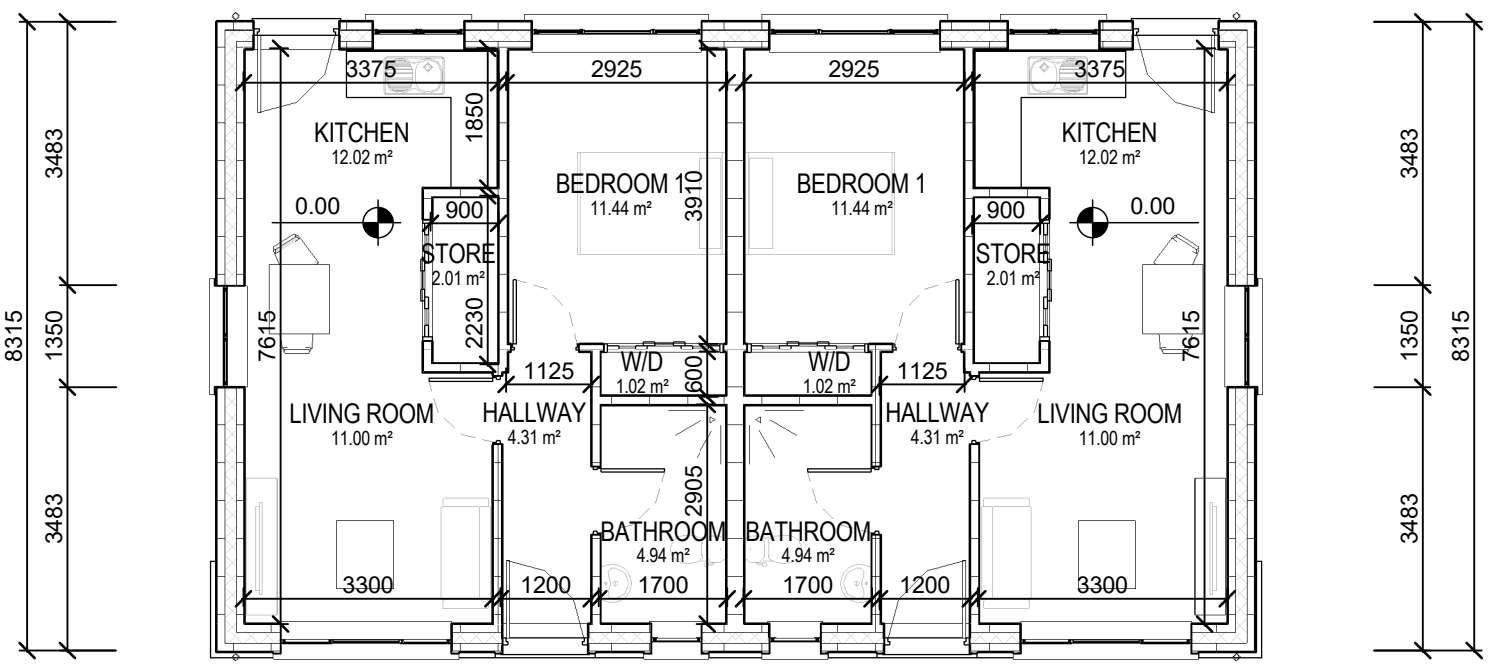 3375
2925
2925
3375
1850
3483
3483
KITCHEN
12.02 m²
KITCHEN
12.02 m²
BEDROOM 1
11.44 m²
3910
BEDROOM 1
11.44 m²
0.00
900
900
0.00
STORE
2.01 m²
STORE
2.01 m²
8315
1350
7615
2230
7615
1350
8315
W/D
1.02 m²
600
W/D
1.02 m²
1125
1125
LIVING ROOM
11.00 m²
HALLWAY
4.31 m²
HALLWAY
4.31 m²
LIVING ROOM
11.00 m²
3483
2905
3483
BATHROOM
4.94 m²
BATHROOM
4.94 m²
3300
1200
1700
1700
1200
3300